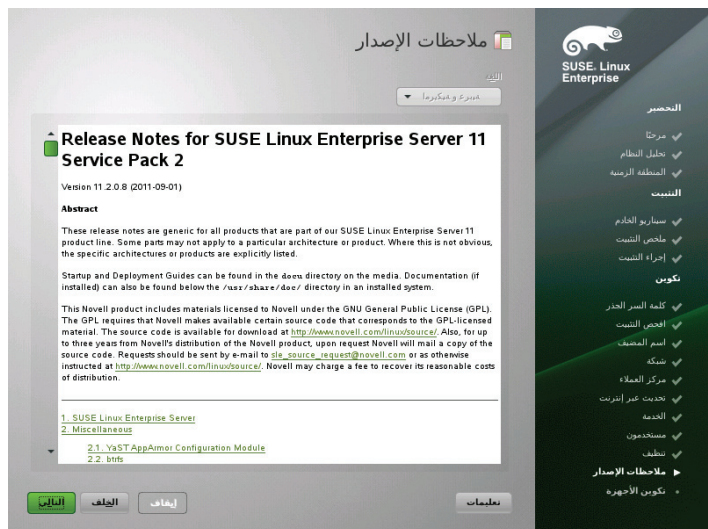 ملاحظات الإصدار
اللغة
Release Notes for SUSE Linux Enterprise Server 11
Service Pack 2
Version 11.2.0.8 (2011-09-01)
Abstract
These release notes are generic for all products that are part of our SUSE Linux Enterprise Server 11
product line. Some parts may not apply to a particular architecture or product. Where this is not obvious,
the specific architectures or products are explicitly listed.
Startup and Deployment Guides can be found in the docu directory on the media. Documentation (if
installed) can also be found below the /usr/share/doc/ directory in an installed system.
This Novell product includes materials licensed to Novell under the GNU General Public License (GPL).
The GPL requires that Novell makes available certain source code that corresponds to the GPL-licensed
material. The source code is available for download at http://www.novell.com/linux/source/. Also, for up
to three years from Novell's distribution of the Novell product, upon request Novell will mail a copy of the
source code. Requests should be sent by e-mail to sle_source_request@novell.com or as otherwise
instructed at http://www.novell.com/linux/source/. Novell may charge a fee to recover its reasonable costs
of distribution.
1. SUSE Linux Enterprise Server
2. Miscellaneous
2.1. YaST AppArmor Configuration Module
2.2. btrfs
تعليمات
إيقاف
الخلف
التالي
SUSE. Linux
Enterprise
التحضير
مرحبًا
تحليل النظام
المنطقة الزمنية
التثبيت
سيناريو الخادم
ملخص التثبيت
إجراء التثبيت
تكوين
كلمة السر الجذر
افحص التثبيت
اسم المضيف
شبكة
مركز العملاء
تحديث عبر إنترنت
الخدمة
مستخدمون
تنظيف
ملاحظات الإصدار
تكوين الأجهزة